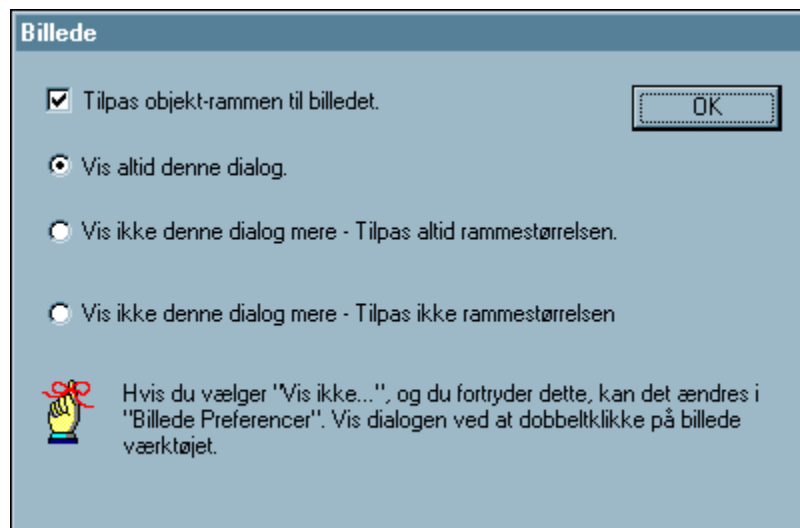 Billede
Tilpas objekt-rammen til billedet.
OK
Vis altid denne dialog.
Vis ikke denne dialog mere - Tilpas altid rammestørrelsen.
Vis ikke denne dialog mere - Tilpas ikke rammestørrelsen
Hvis du vælger "Vis ikke...", og du fortryder dette, kan det ændres i
"Billede Preferencer". Vis dialogen ved at dobbeltklikke på billede
værktøjet.